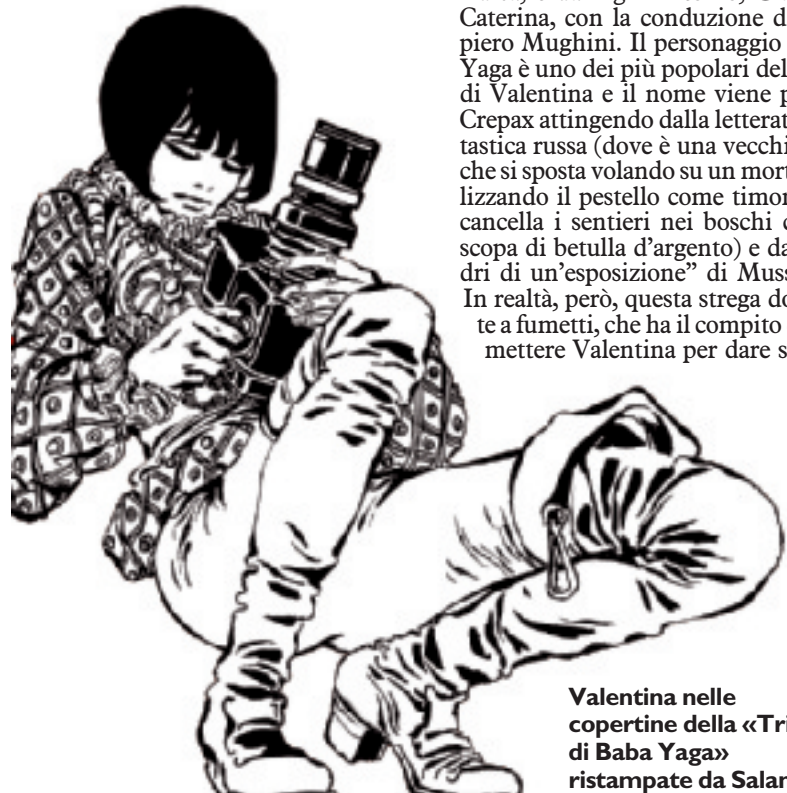 Caterina, con la conduzione d
piero Mughini. Il personaggio
Yaga è uno dei più popolari del
di Valentina e il nome viene p
Crepax attingendo dalla letterat
tastica russa (dove è una vecchi
che si sposta volando su un mort
lizzando il pestello come timor
cancella i sentieri nei boschi c
scopa di betulla d'argento) e da
dri di un'esposizione” di Muss
In realtà, però, questa strega do
te a fumetti, che ha il compito
mettere Valentina per dare s
Valentina nelle
copertine della «Tri
di Baba Yaga»
ristampate da Salar